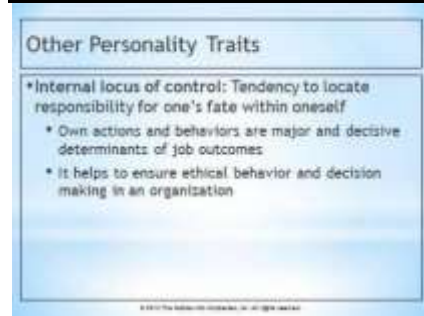 Other Personality Traits
•Internal locus of control: Tendency to locate
responsibility for one's fate within oneself
• Own actions and behaviors are major and decisive
determinants of job outcomes
• It helps to ensure ethical behavior and decision
making in an organization